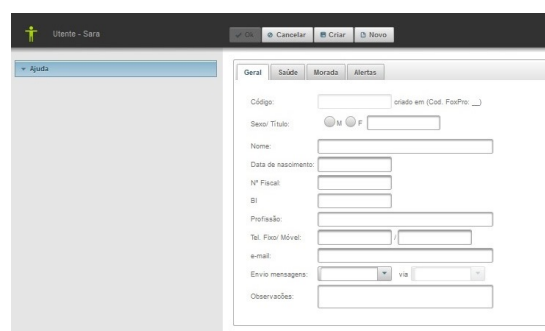 Utente - Sara
Ok Cancelar Criar Novo
Ajuda
Geral Saúde Morada Alertas
Código: criado em (Cod. FoxPro: __)
Sexo/ Título: M F
Nome:
Data de nascimento:
Nº Fiscal:
BI
Profissão:
Tel. Fixo/ Móvel: /
e-mail:
Envio mensagens: via
Observações: